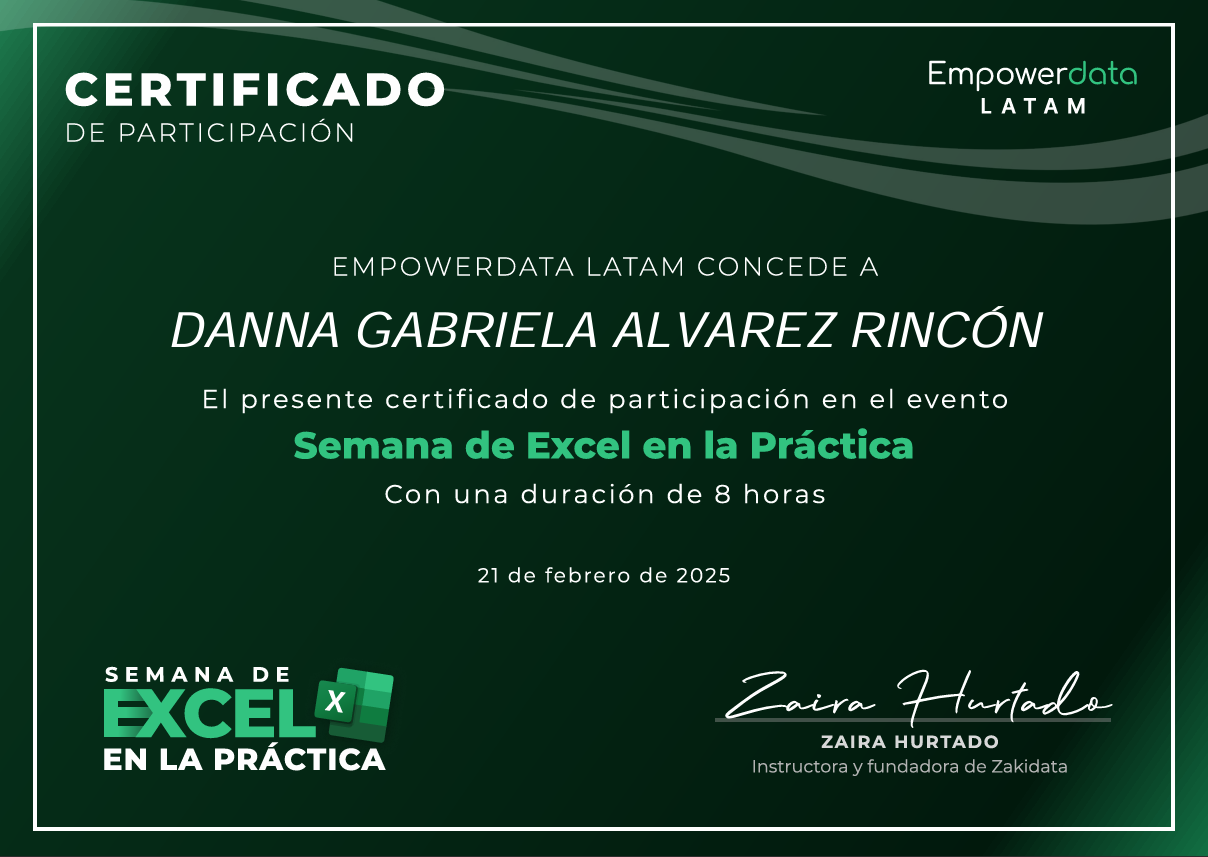 CERTIFICADO
DE PARTICIPACIÓN
Empowerdata
LATAM
EMPOWERDATA LATAM CONCEDE A
DANNA GABRIELA ALVAREZ RINCÓN
El presente certificado de participación en el evento
Semana de Excel en la Práctica
Con una duración de 8 horas
21 de febrero de 2025
SEMANA DE
EXCEL
X
EN LA PRÁCTICA
Zaira Hurtado
ZAIRA HURTADO
Instructora y fundadora de Zakidata